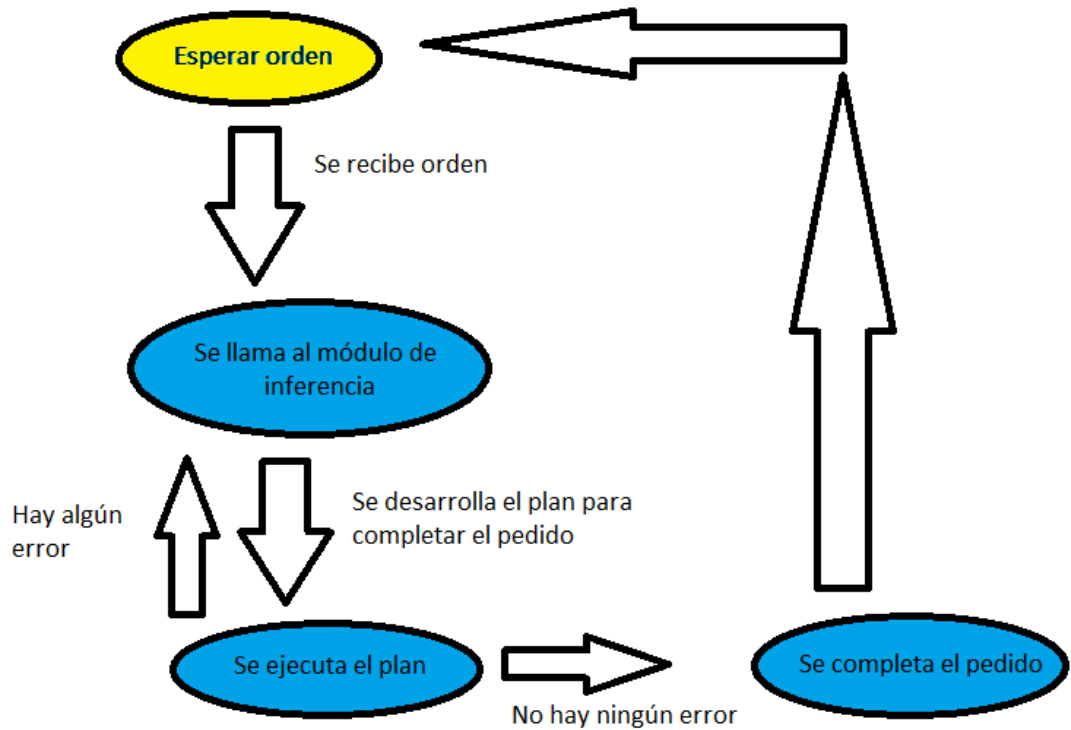 Esperar orden
Se recibe orden
Se llama al módulo de
inferencia
Hay algún
error
Se desarrolla el plan para
completar el pedido
Se ejecuta el plan
No hay ningún error
Se completa el pedido